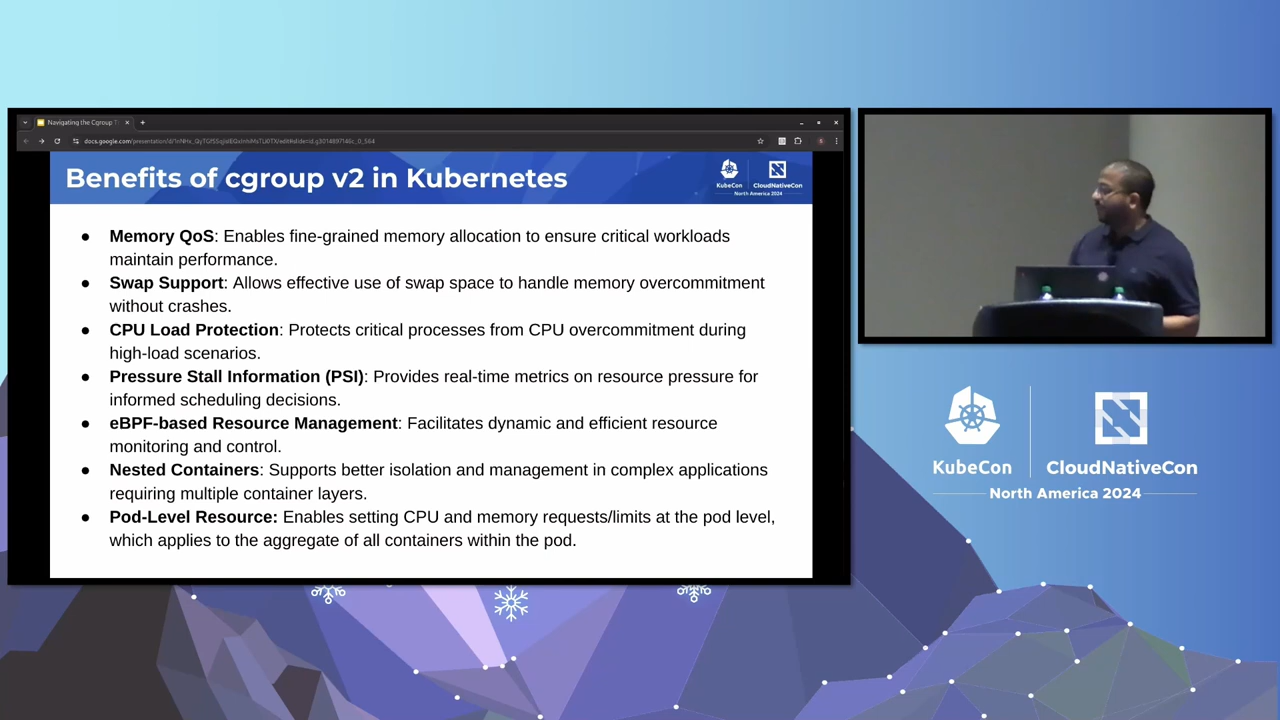 Navigating the Cgroup T
Benefits of cgroup v2 in Kubernetes
KubeCon
CloudNativeCon
North America 2024
● Memory QoS: Enables fine-grained memory allocation to ensure critical workloads
maintain performance.
● Swap Support: Allows effective use of swap space to handle memory overcommitment
without crashes.
● CPU Load Protection: Protects critical processes from CPU overcommitment during
high-load scenarios.
● Pressure Stall Information (PSI): Provides real-time metrics on resource pressure for
informed scheduling decisions.
● eBPF-based Resource Management: Facilitates dynamic and efficient resource
monitoring and control.
● Nested Containers: Supports better isolation and management in complex applications
requiring multiple container layers.
● Pod-Level Resource: Enables setting CPU and memory requests/limits at the pod level,
which applies to the aggregate of all containers within the pod.
KubeCon
CloudNativeCon
North America 2024